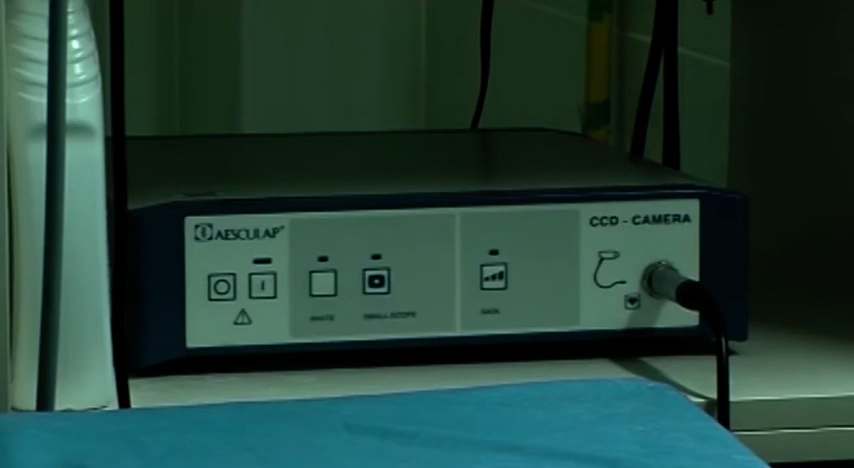 AESCULAP®
CCD - CAMERA
WHITE
SMALL SCOPE
GAIN